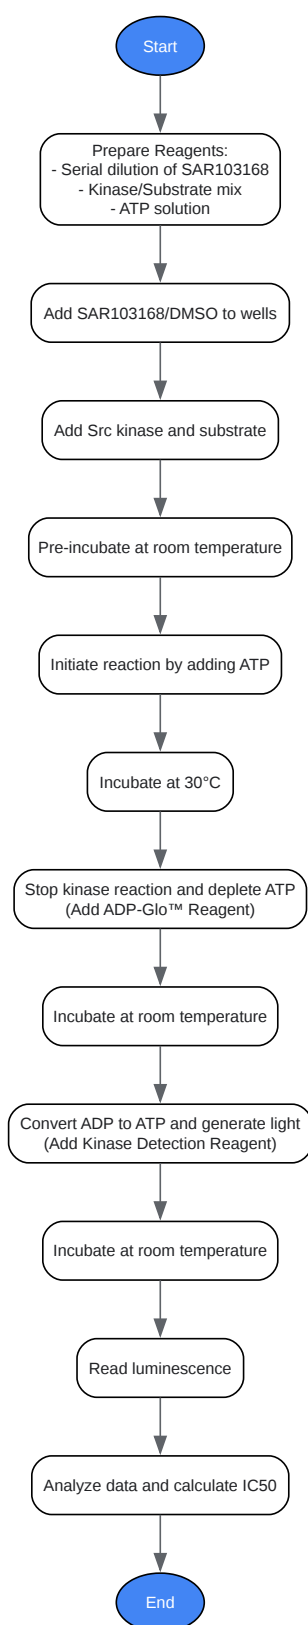 Start
Prepare Reagents:
- Serial dilution of SAR103168
- Kinase/Substrate mix
- ATP solution
Add SAR103168/DMSO to wells
Add Src kinase and substrate
Pre-incubate at room temperature
Initiate reaction by adding ATP
Incubate at 30°C
Stop kinase reaction and deplete ATP
(Add ADP-Glo™ Reagent)
Incubate at room temperature
Convert ADP to ATP and generate light
(Add Kinase Detection Reagent)
Incubate at room temperature
Read luminescence
Analyze data and calculate IC50
End